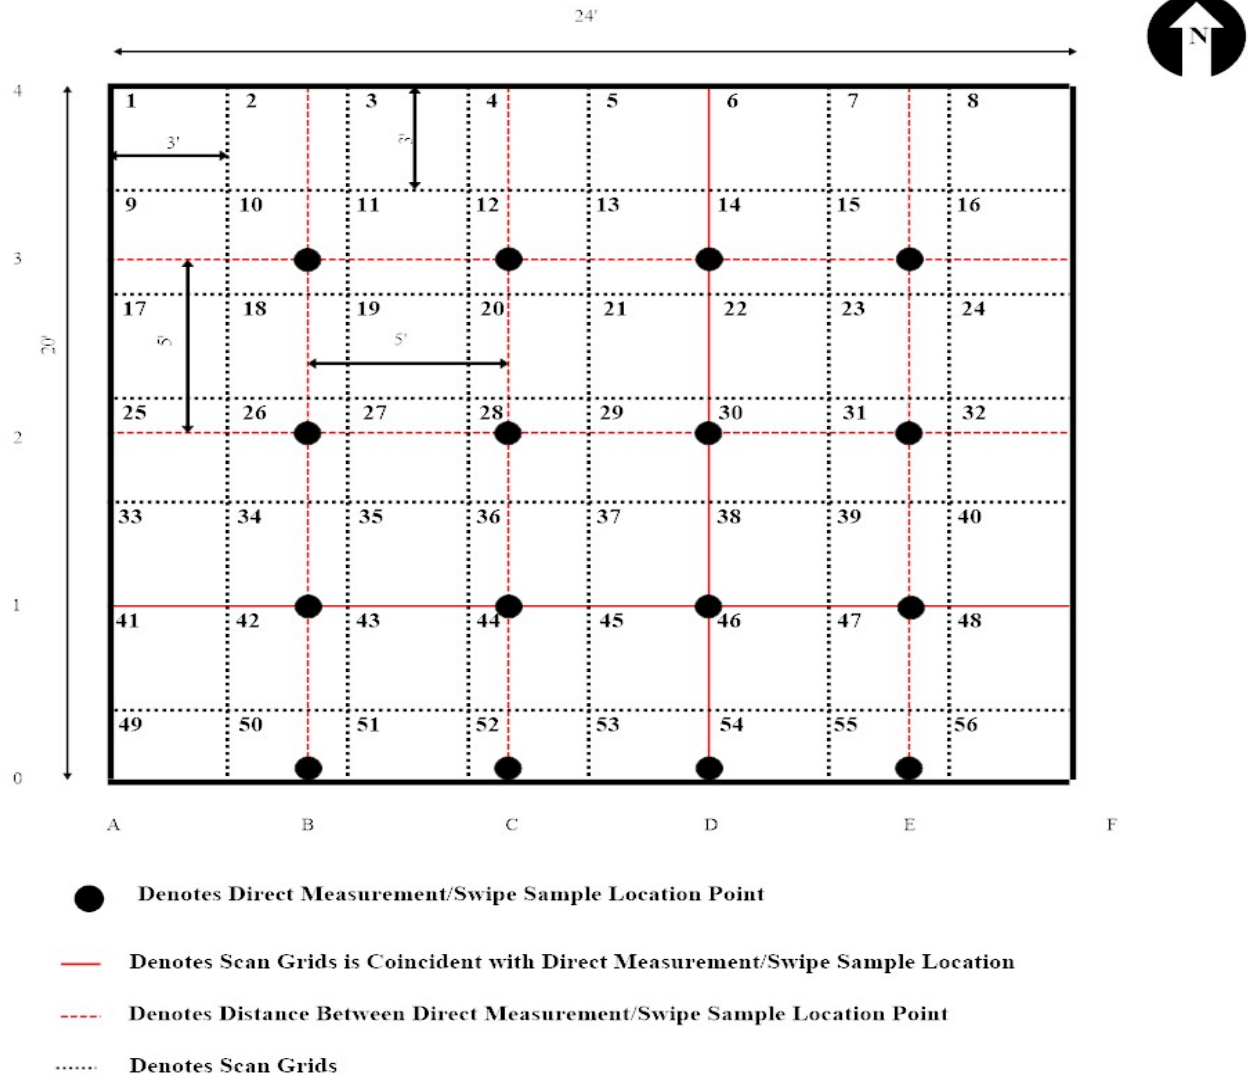 24'
N
4 1 2 3 4 5 6 7 8
3' 3'
9 10 11 12 13 14 15 16
3
17 18 19 20 21 22 23 24
20' 5' 5'
25 26 27 28 29 30 31 32
2
33 34 35 36 37 38 39 40
1
41 42 43 44 45 46 47 48
49 50 51 52 53 54 55 56
0
A B C D E F
Denotes Direct Measurement/Swipe Sample Location Point
Denotes Scan Grids is Coincident with Direct Measurement/Swipe Sample Location
Denotes Distance Between Direct Measurement/Swipe Sample Location Point
Denotes Scan Grids